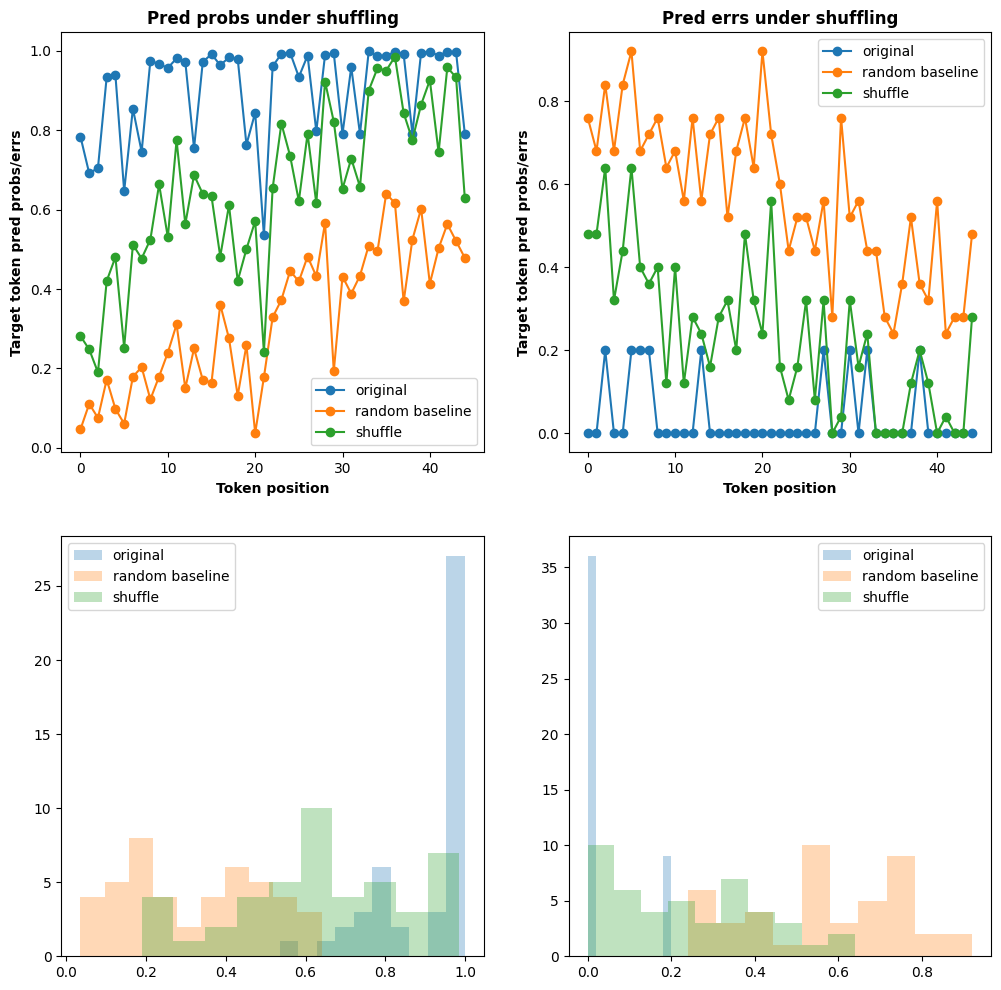 Pred probs under shuffling
Target token pred probs/errs
1.0
0.8
0.6
0.4
0.2
0.0
original
random baseline
shuffle
0
10
20
30
40
Token position
Pred errs under shuffling
Target token pred probs/errs
0.8
0.6
0.4
0.2
0.0
original
random baseline
shuffle
0
10
20
30
40
Token position
original
random baseline
shuffle
25
20
15
10
5
0
0.0
0.2
0.4
0.6
0.8
1.0
original
random baseline
shuffle
35
30
25
20
15
10
5
0
0.0
0.2
0.4
0.6
0.8